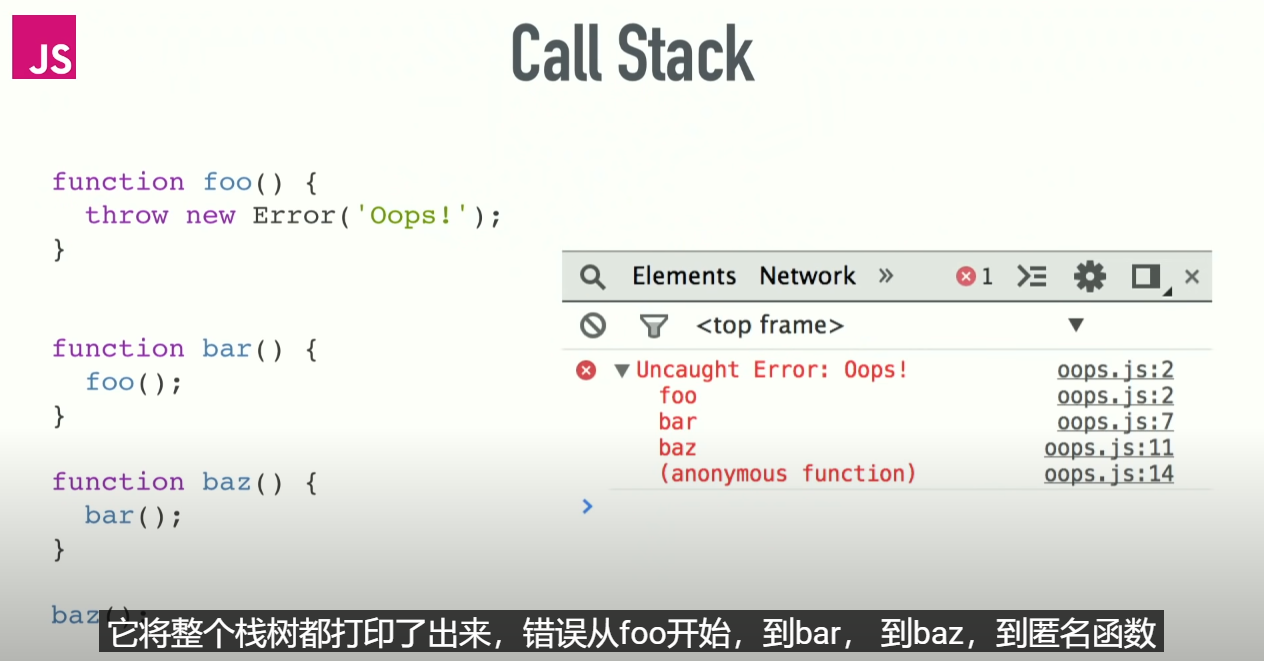 JS
Call Stack
function foo() {
throw new Error('Oops!');
}
function bar() {
foo();
}
function baz() {
bar();
}
baz();
Elements Network » 1
<top frame>
Uncaught Error: Oops! oops.js:2
foo oops.js:2
bar oops.js:7
baz oops.js:11
(anonymous function) oops.js:14
它将整个栈树都打印了出来，错误从foo开始，到bar， 到baz，到匿名函数